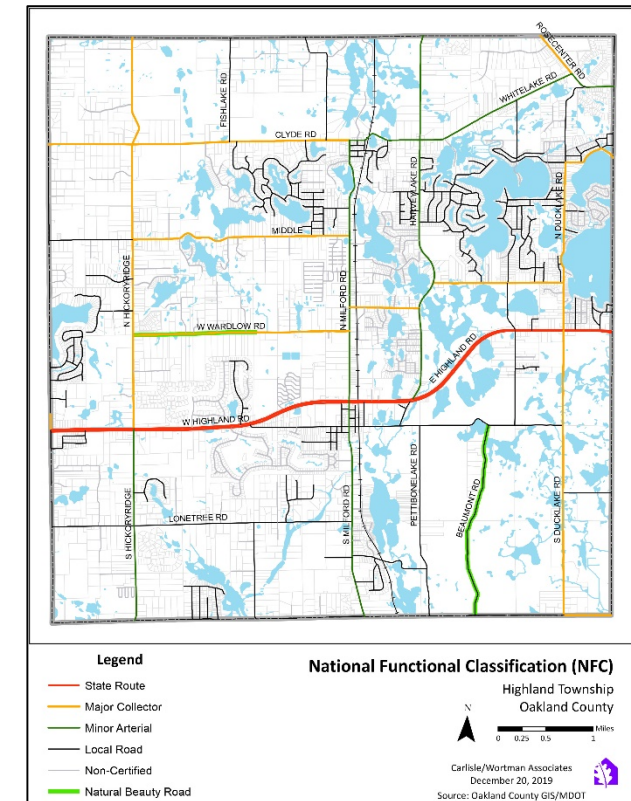 ROSECENTER RD
WHITELAKE RD
FISHLAKE RD
CLYDE RD
HARVEYLAKE RD
N DUCKLAKE RD
MIDDLE
N HICKORYRIDGE
N MILFORD RD
W WARDLOW RD
E HIGHLAND RD
W HIGHLAND RD
PETTIBONELAKE RD
BEAUMONT RD
S HICKORYRIDGE
LONETREE RD
S MILFORD RD
S DUCKLAKE RD
Legend
State Route
Major Collector
Minor Arterial
Local Road
Non-Certified
Natural Beauty Road
National Functional Classification (NFC)
Highland Township
Oakland County
N
Miles
0 0.25 0.5 1
Carlisle/Wortman Associates
December 20, 2019
Source: Oakland County GIS/MDOT